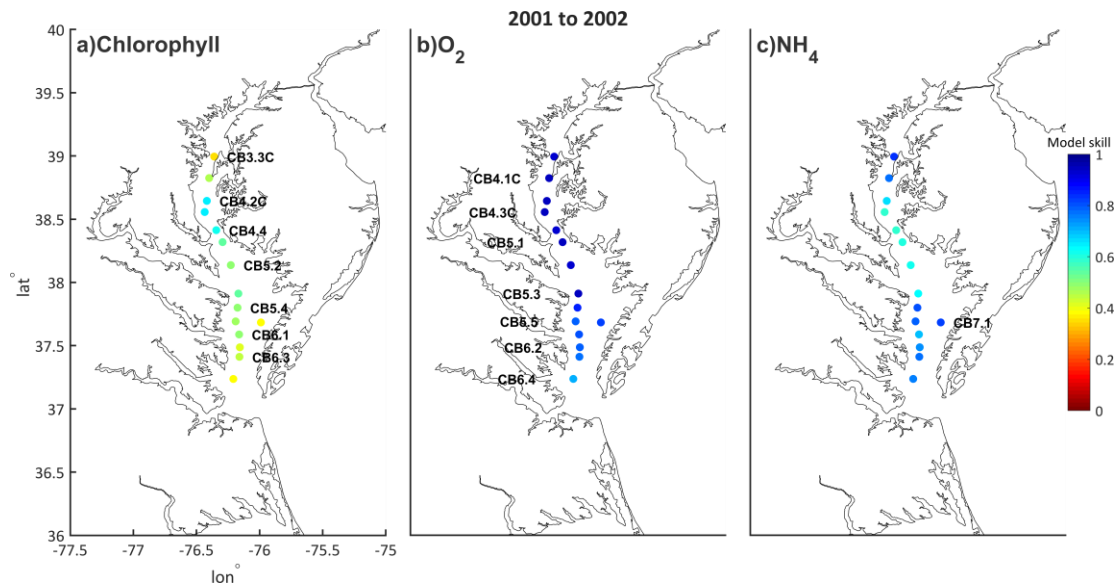 2001 to 2002
a)Chlorophyll
b)O2
c)NH4
40
39.5
39
38.5
38
37.5
37
36.5
36
lat°
-77.5
-77
-76.5
-76
-75.5
-75
lon°
CB3.3C
CB4.2C
CB4.4
CB5.2
CB5.4
CB6.1
CB6.3
CB4.1C
CB4.3C
CB5.1
CB5.3
CB5.5
CB6.2
CB6.4
CB7.1
Model skill
1
0.8
0.6
0.4
0.2
0